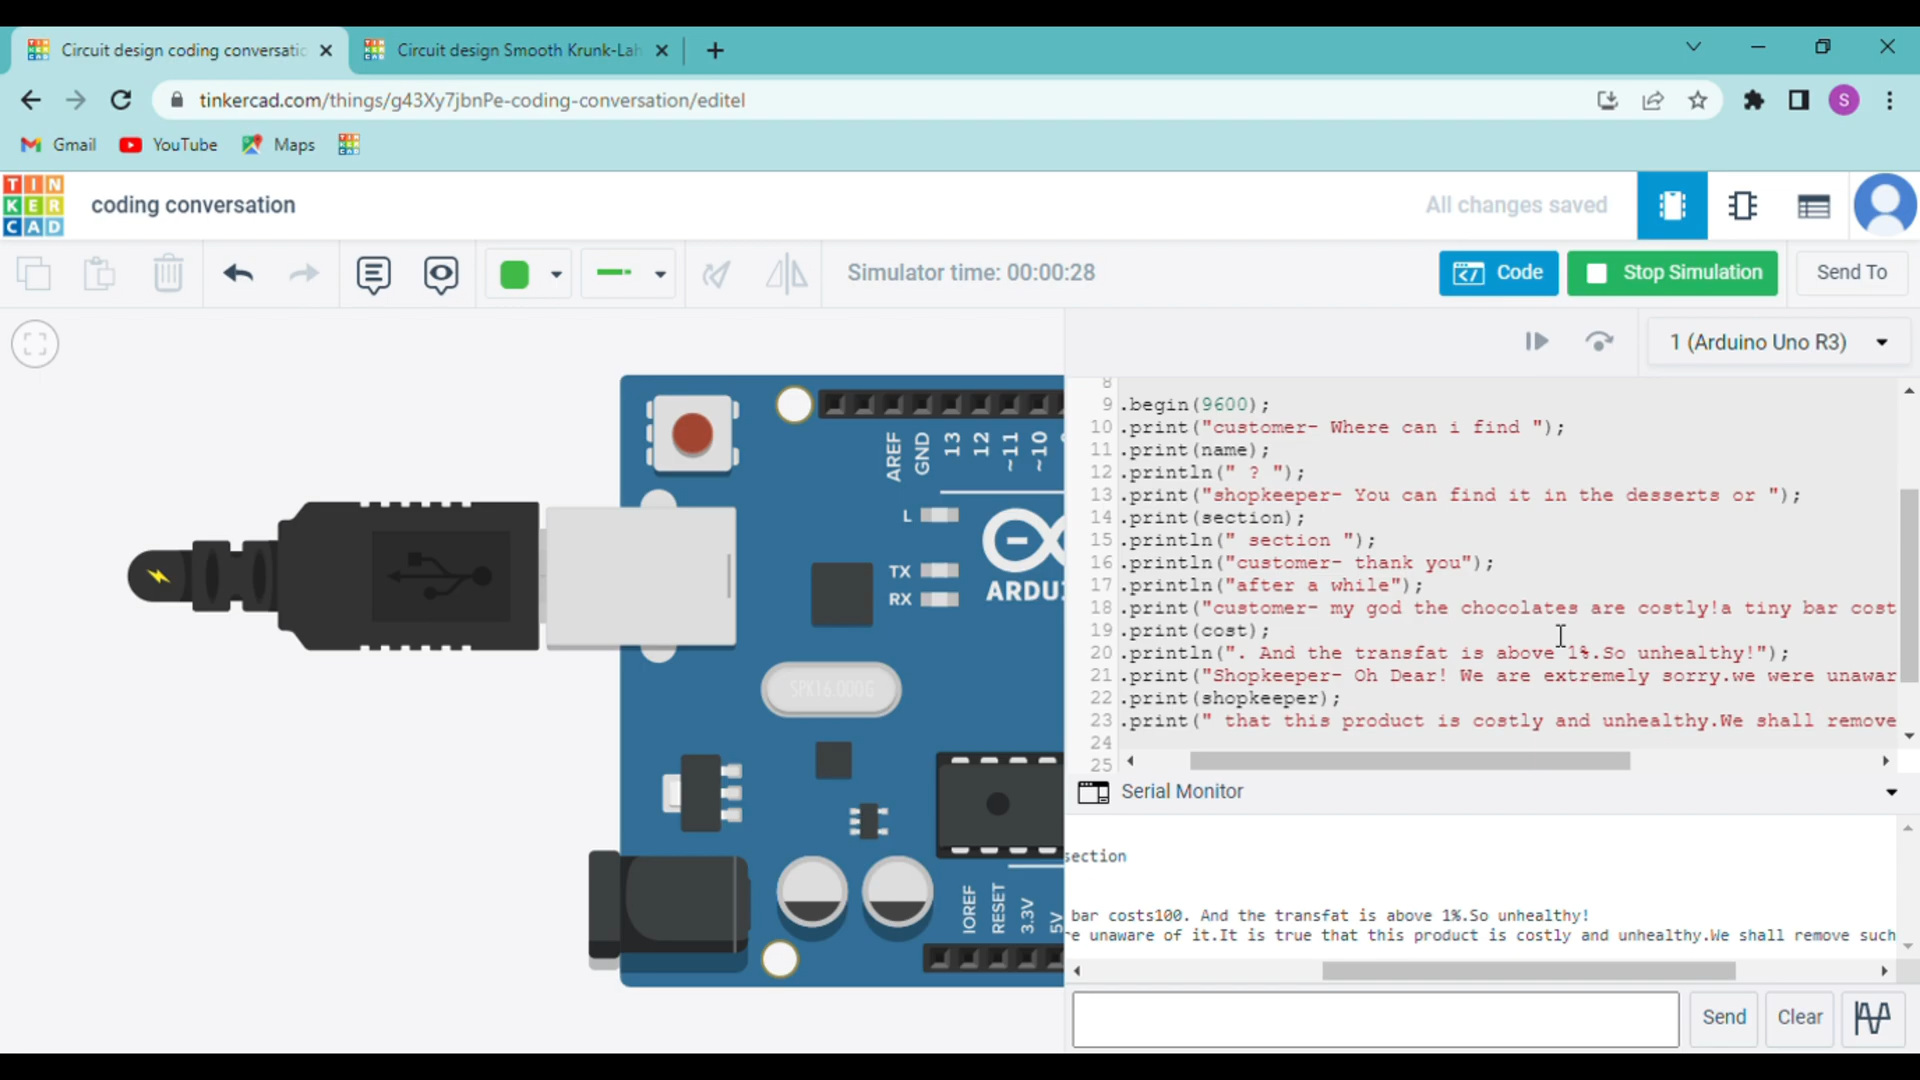 Circuit design coding conversatic
Circuit design Smooth Krunk-Lah
tinkercad.com/things/g43Xy7jbnPe-coding-conversation/editel
S
Gmail
YouTube
Maps
TIN
KER
CAD
coding conversation
All changes saved
Simulator time: 00:00:28
Code
Stop Simulation
Send To
1 (Arduino Uno R3)
AREF
GND
13
12
~11
~10
L
TX
RX
ARDU
SPK16.000G
IOREF
RESET
3.3V
5V
8
9 .begin(9600);
10 .print("customer- Where can i find ");
11 .print(name);
12 .println(" ? ");
13 .print("shopkeeper- You can find it in the desserts or ");
14 .print(section);
15 .println(" section ");
16 .println("customer- thank you");
17 .println("after a while");
18 .print("customer- my god the chocolates are costly!a tiny bar cost
19 .print(cost);
20 .println(". And the transfat is above 1%.So unhealthy!");
21 .print("Shopkeeper- Oh Dear! We are extremely sorry.we were unawar
22 .print(shopkeeper);
23 .print(" that this product is costly and unhealthy.We shall remove
24
25
Serial Monitor
section
bar costs100. And the transfat is above 1%.So unhealthy!
re unaware of it.It is true that this product is costly and unhealthy.We shall remove such
Send
Clear